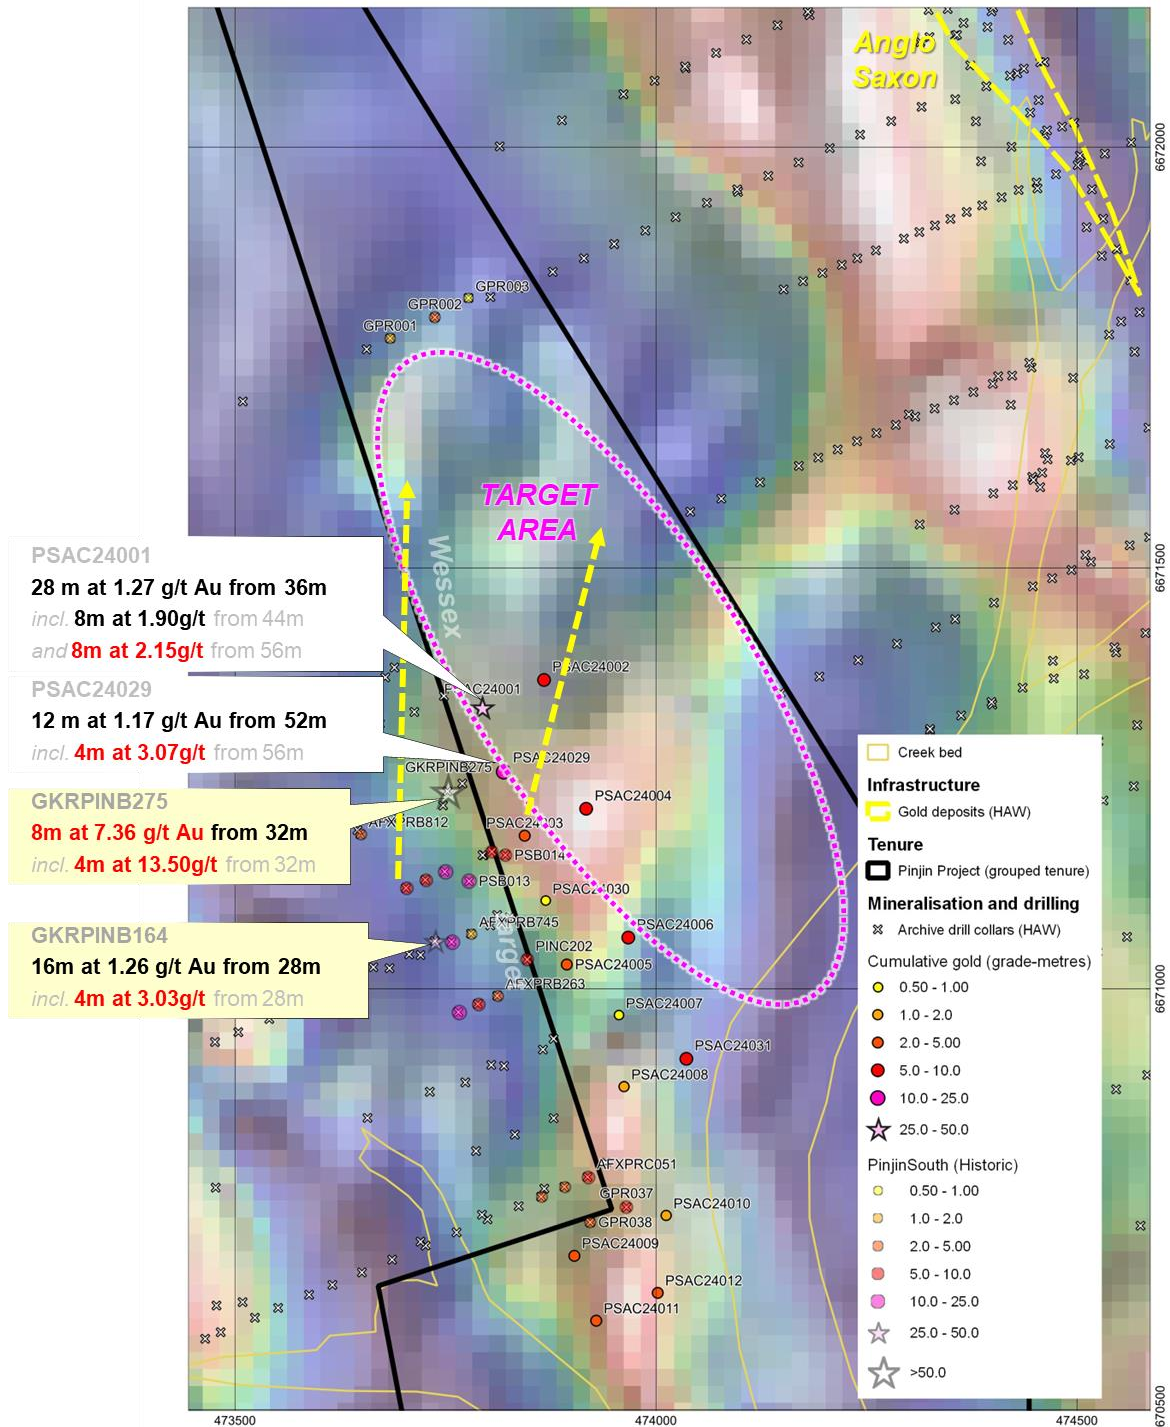 Anglo
Saxon
6672000
GPR003
GPR002
GPR001
TARGET
AREA
Wessex
6671500
PSAC24001
28 m at 1.27 g/t Au from 36m
incl. 8m at 1.90g/t from 44m
and 8m at 2.15g/t from 56m
PSAC24002
PSAC24001
PSAC24029
12 m at 1.17 g/t Au from 52m
incl. 4m at 3.07g/t from 56m
PSAC24029
GKRPINB275
GKRPINB275
8m at 7.36 g/t Au from 32m
incl. 4m at 13.50g/t from 32m
PSAC24004
AFXPRB812
PSAC24003
PSB014
PSB013
PSAC24030
AFXPRB745
Target
PSAC24006
GKRPINB164
16m at 1.26 g/t Au from 28m
incl. 4m at 3.03g/t from 28m
PINC202
PSAC24005
AFXPRB263
6671000
PSAC24007
PSAC24031
PSAC24008
AFXPRC051
GPR037
PSAC24010
GPR038
PSAC24009
PSAC24012
PSAC24011
Creek bed
Infrastructure
Gold deposits (HAW)
Tenure
Pinjin Project (grouped tenure)
Mineralisation and drilling
Archive drill collars (HAW)
Cumulative gold (grade-metres)
0.50 - 1.00
1.0 - 2.0
2.0 - 5.00
5.0 - 10.0
10.0 - 25.0
25.0 - 50.0
PinjinSouth (Historic)
0.50 - 1.00
1.0 - 2.0
2.0 - 5.00
5.0 - 10.0
10.0 - 25.0
25.0 - 50.0
>50.0
6670500
473500
474000
474500